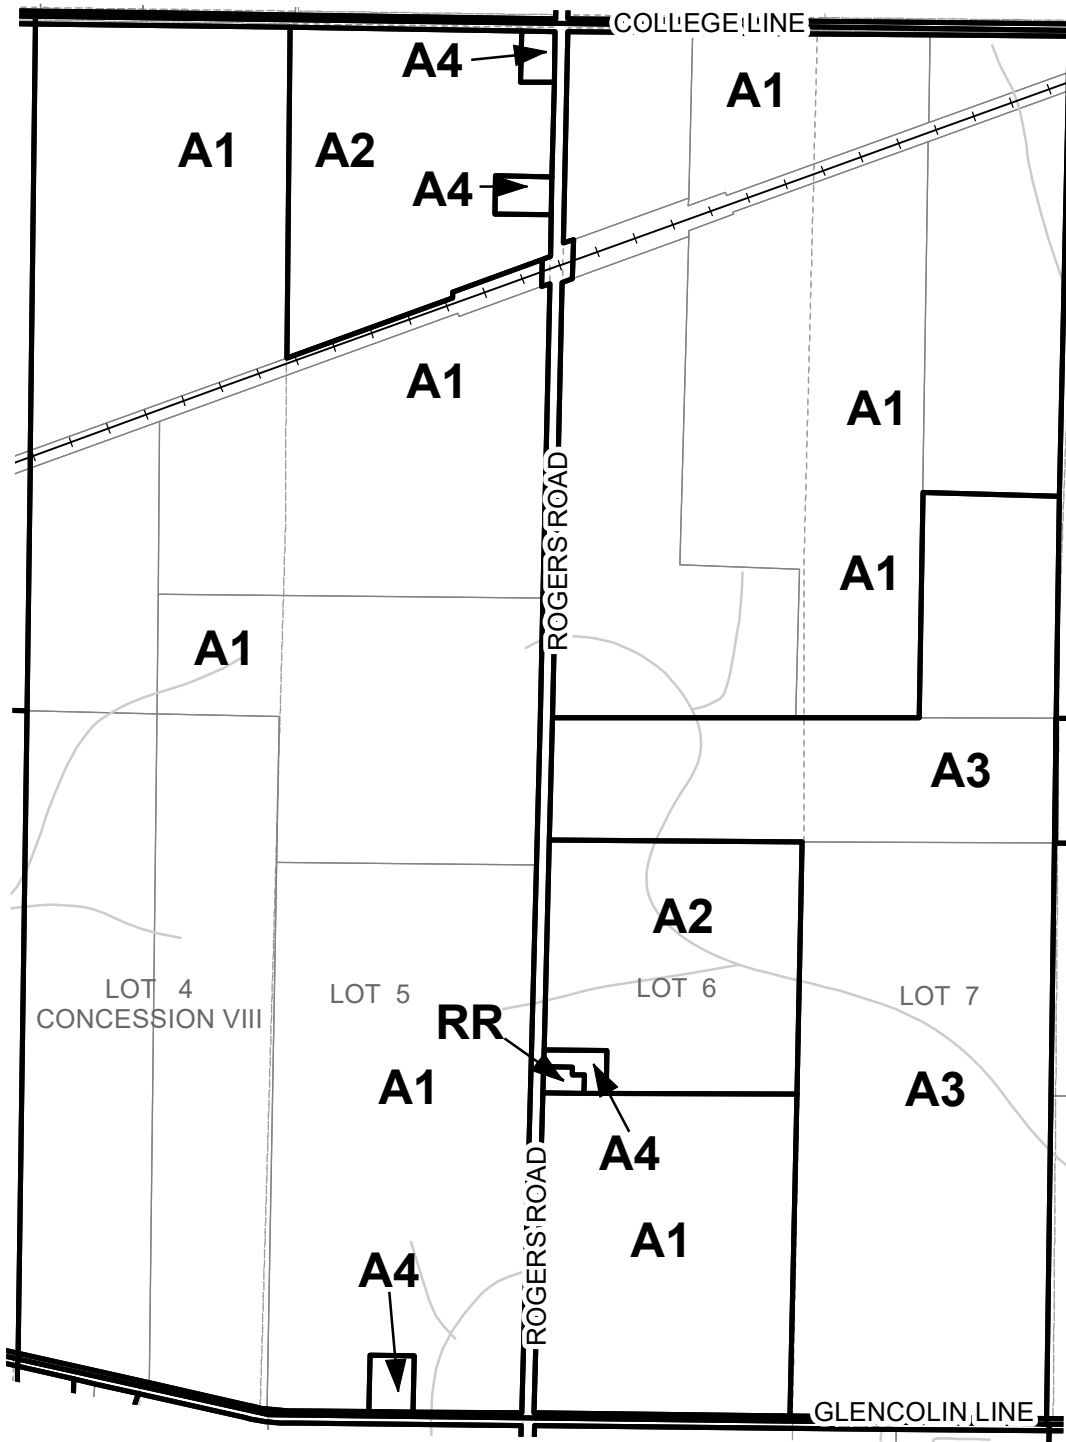 COLLEGE LINE
A4
A1
A1
A2
A4
A1
A1
ROGERS ROAD
A1
A1
A3
A2
LOT 4
CONCESSION VIII
LOT 5
LOT 6
LOT 7
RR
A1
A3
A4
A1
ROGERS ROAD
A4
GLENCOLIN LINE